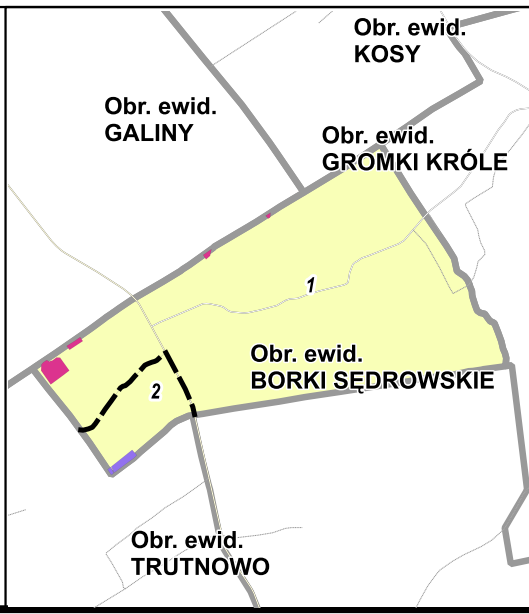 Obr. ewid.
KOSY
Obr. ewid.
GALINY
Obr. ewid.
GROMKI KRÓLE
1
Obr. ewid.
BORKI SĘDROWSKIE
2
Obr. ewid.
TRUTNOWO